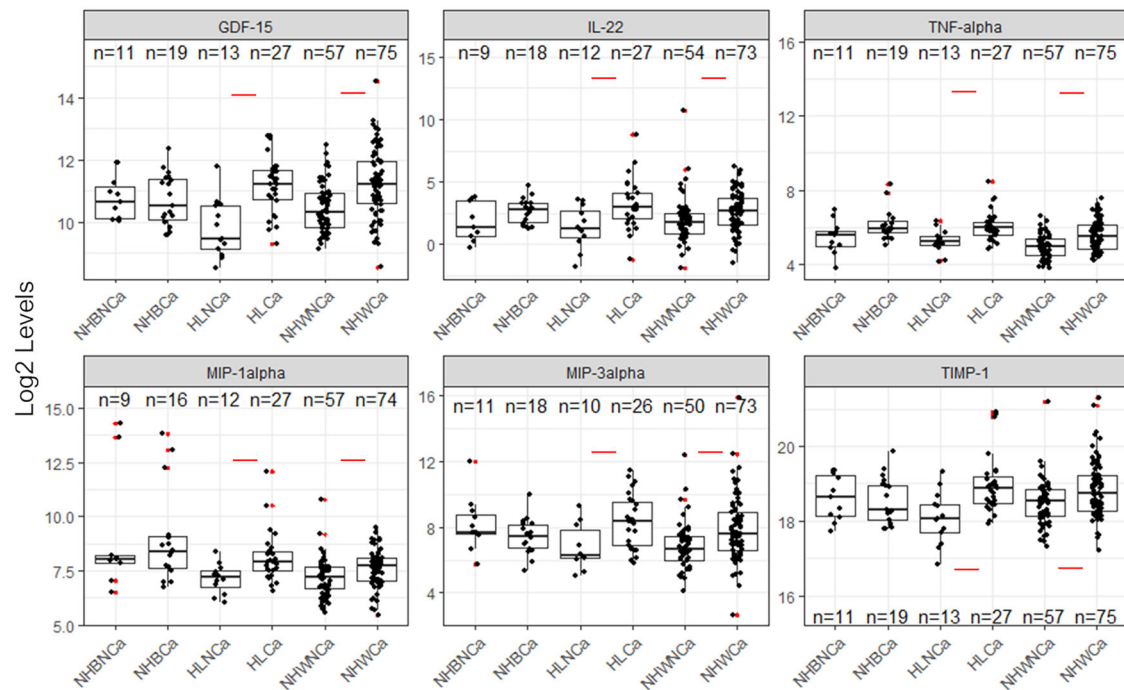 GDF-15
IL-22
TNF-alpha
n=11 n=19 n=13 n=27 n=57 n=75
n=9 n=18 n=12 n=27 n=54 n=73
n=11 n=19 n=13 n=27 n=57 n=75
14
12
10
15
10
5
0
16
13
10
7
4
NHBNCa NHBCa HLNCa HLCa NHWNCa NHWCa
NHBNCa NHBCa HLNCa HLCa NHWNCa NHWCa
NHBNCa NHBCa HLNCa HLCa NHWNCa NHWCa
Log2 Levels
MIP-1alpha
MIP-3alpha
TIMP-1
n=9 n=16 n=12 n=27 n=57 n=74
n=11 n=18 n=10 n=26 n=50 n=73
15.0
12.5
10.0
7.5
5.0
16
12
8
4
20
18
16
n=11 n=19 n=13 n=27 n=57 n=75
NHBNCa NHBCa HLNCa HLCa NHWNCa NHWCa
NHBNCa NHBCa HLNCa HLCa NHWNCa NHWCa
NHBNCa NHBCa HLNCa HLCa NHWNCa NHWCa